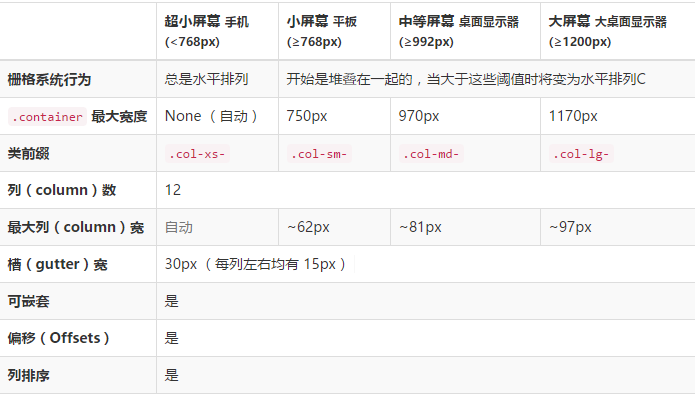 超小屏幕 手机 小屏幕 平板 中等屏幕 桌面显示器 大屏幕 大桌面显示器
(<768px) (≥768px) (≥992px) (≥1200px)
栅格系统行为 总是水平排列 开始是堆叠在一起的，当大于这些阈值时将变为水平排列C
.container 最大宽度 None （自动） 750px 970px 1170px
类前缀 .col-xs- .col-sm- .col-md- .col-lg-
列（column）数 12
最大列（column）宽 自动 ~62px ~81px ~97px
槽（gutter）宽 30px （每列左右均有 15px）
可嵌套 是
偏移（Offsets） 是
列排序 是